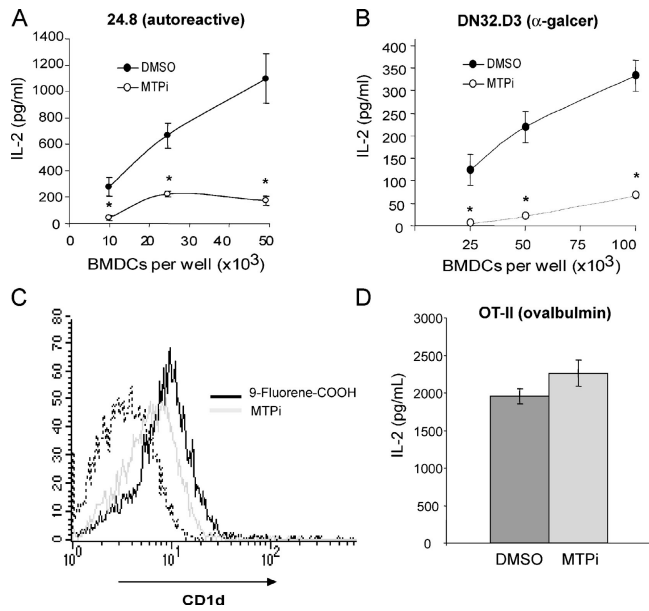 A
24.8 (autoreactive)
1400
1200
1000
800
600
400
200
0
IL-2 (pg/ml)
DMSO
MTPi
*
*
*
0 10 20 30 40 50
BMDCs per well (x10³)
B
DN32.D3 (α-galcer)
400
350
300
250
200
150
100
50
0
IL-2 (pg/ml)
DMSO
MTPi
*
*
*
25 50 75 100
BMDCs per well (x10³)
C
80
70
60
50
40
30
20
10
0
9-Fluorene-COOH
MTPi
10⁰ 10¹ 10²
CD1d
D
OT-II (ovalbulmin)
3000
2500
2000
1500
1000
500
0
IL-2 (pg/mL)
DMSO MTPi